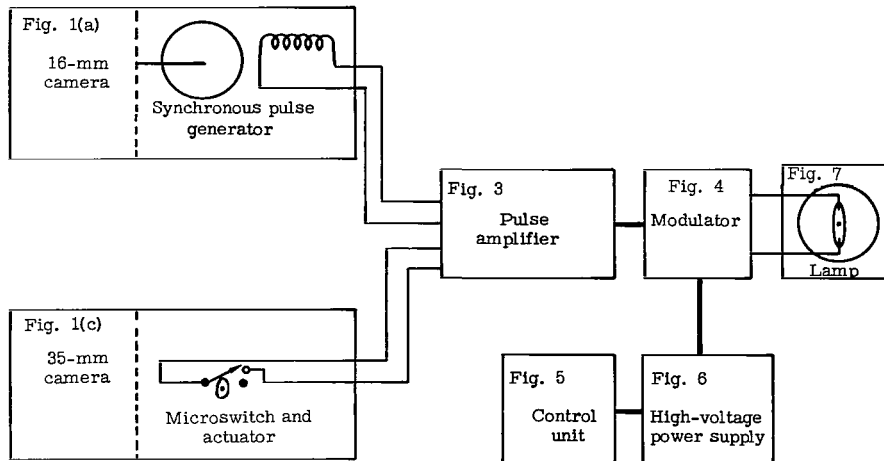 Fig. 1(a)
16-mm
camera
Synchronous pulse
generator
Fig. 3
Pulse
amplifier
Fig. 4
Modulator
Fig. 7
Lamp
Fig. 1(c)
35-mm
camera
Microswitch and
actuator
Fig. 5
Control
unit
Fig. 6
High-voltage
power supply